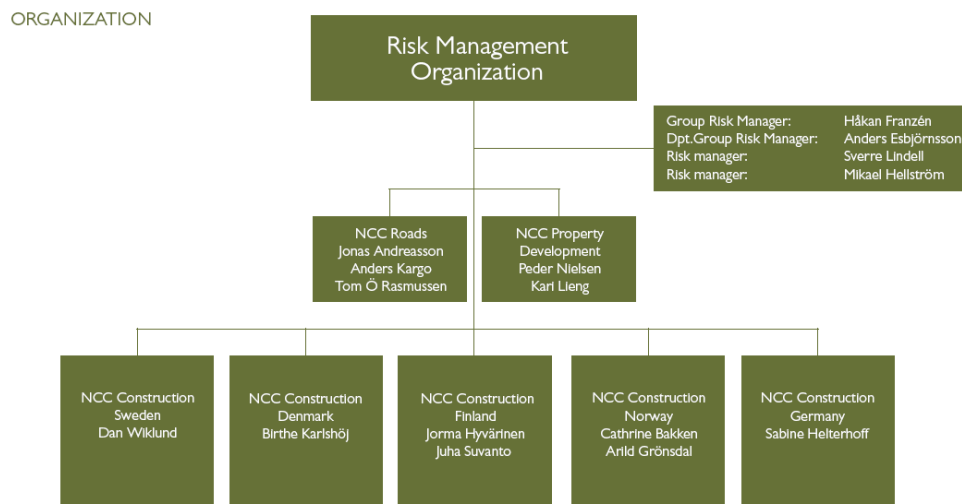 ORGANIZATION
Risk Management
Organization
Group Risk Manager: Håkan Franzén
Dpt.Group Risk Manager: Anders Esbjörnsson
Risk manager: Sverre Lindell
Risk manager: Mikael Hellström
NCC Roads
Jonas Andreasson
Anders Kargo
Tom Ö Rasmussen
NCC Property
Development
Peder Nielsen
Kari Lieng
NCC Construction
Sweden
Dan Wiklund
NCC Construction
Denmark
Birthe Karlshöj
NCC Construction
Finland
Jorma Hyvärinen
Juha Suvanto
NCC Construction
Norway
Cathrine Bakken
Arild Grönsdal
NCC Construction
Germany
Sabine Helterhoff